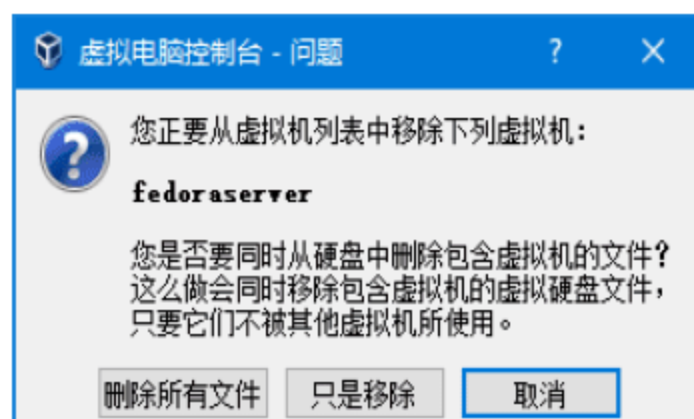 虚拟电脑控制台 - 问题
您正要从虚拟机列表中移除下列虚拟机：
fedoraserver
您是否要同时从硬盘中删除包含虚拟机的文件？
这么做会同时移除包含虚拟机的虚拟硬盘文件，
只要它们不被其他虚拟机所使用。
删除所有文件 只是移除 取消